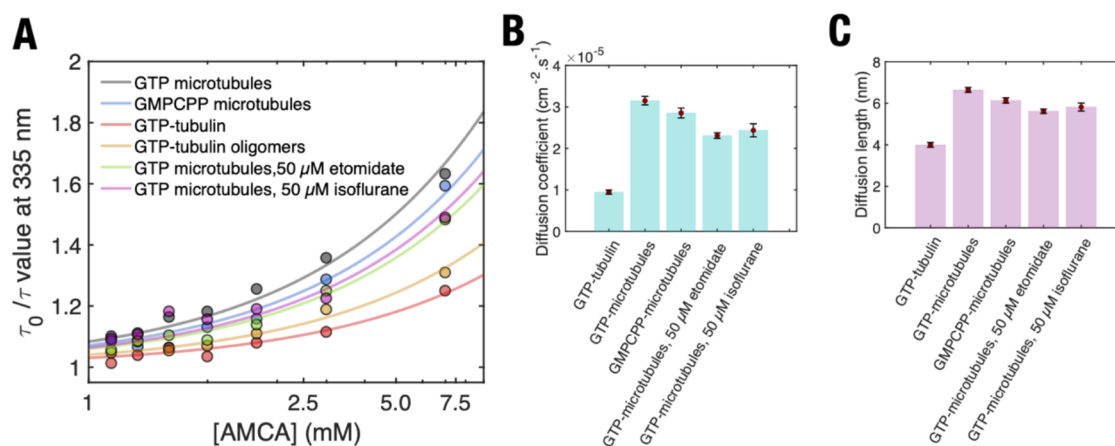 A
τ0/τ value at 335 nm
2
1.8
1.6
1.4
1.2
1
GTP microtubules
GMPCPP microtubules
GTP-tubulin
GTP-tubulin oligomers
GTP microtubules,50 µM etomidate
GTP microtubules, 50 µM isoflurane
1
2.5
5.0
7.5
[AMCA] (mM)
B
Diffusion coefficient (cm⁻².s⁻¹)
×10⁻⁵
4
3
2
1
0
GTP-tubulin
GTP-microtubules
GMPCPP-microtubules
GTP-microtubules, 50 µM etomidate
GTP-microtubules, 50 µM isoflurane
C
Diffusion length (nm)
8
6
4
2
0
GTP-tubulin
GTP-microtubules
GMPCPP-microtubules
GTP-microtubules, 50 µM etomidate
GTP-microtubules, 50 µM isoflurane